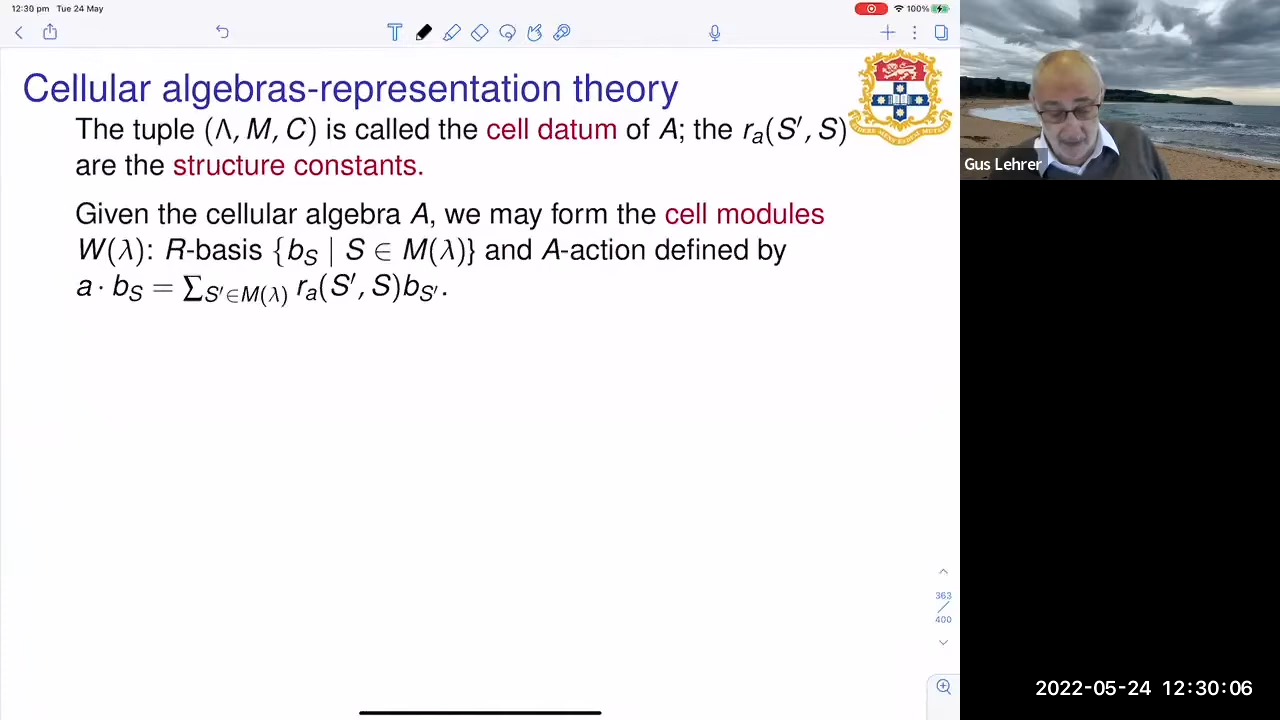 12:30 pm Tue 24 May
100%
Cellular algebras-representation theory
The tuple (Λ, M, C) is called the cell datum of A; the rₐ(S′, S)
are the structure constants.
Given the cellular algebra A, we may form the cell modules
W(λ): R-basis {b_S | S ∈ M(λ)} and A-action defined by
a · b_S = ∑_{S′∈M(λ)} rₐ(S′, S)b_{S′}.
Gus Lehrer
363
400
2022-05-24 12:30:06